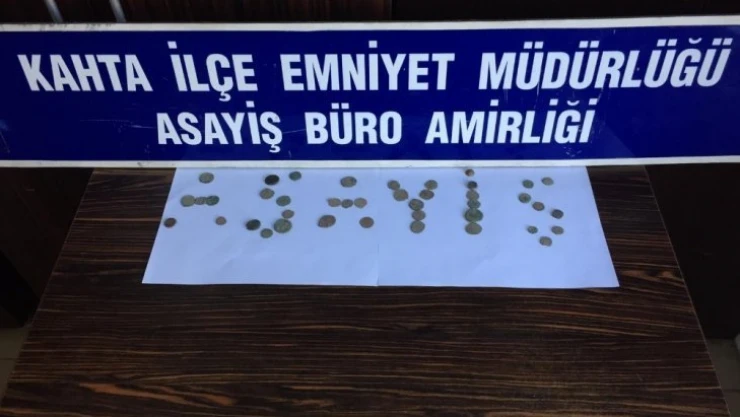 KAHTA İLÇE EMNİYET MÜDÜRLÜĞÜ
ASAYİŞ BÜRO AMİRLİĞİ
ASAYİŞ